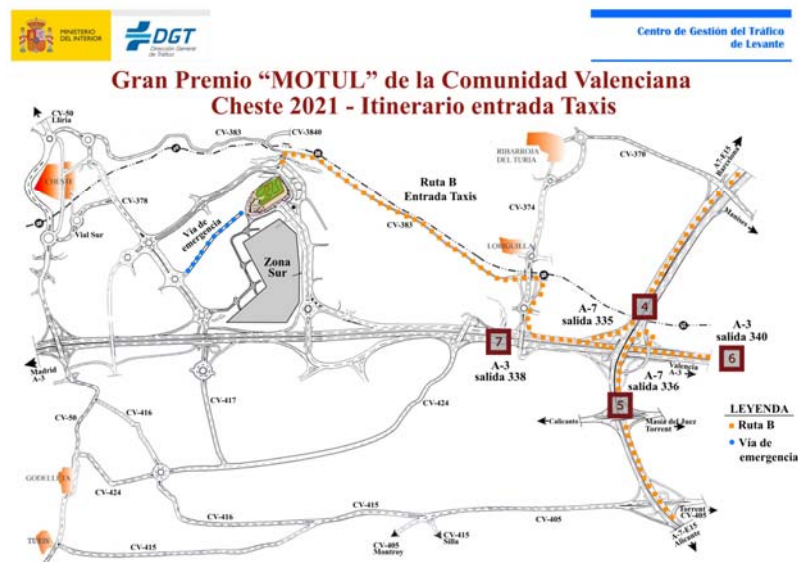 MINISTERIO
DEL INTERIOR
DGT
Dirección General
de Tráfico
Centro de Gestión del Tráfico
de Levante
Gran Premio “MOTUL” de la Comunidad Valenciana
Cheste 2021 - Itinerario entrada Taxis
CV-50
Llíria
CV-383
CV-3840
RIBARROJA
DEL TURIA
CV-370
A7-E15
Barcelona
CHESTE
CV-378
Ruta B
Entrada Taxis
CV-374
Manises
Vial Sur
Vía de
emergencia
CV-383
LORIGUILLA
Zona
Sur
A-7
salida 335
4
A-3
salida 340
7
6
A-3
salida 338
Madrid
A-3
Valencia
A-3
A-7
salida 336
5
CV-50
CV-416
CV-417
CV-424
Calicanto
Masía del Juez
Torrent
LEYENDA
Ruta B
Vía de
emergencia
GODELLETA
CV-424
CV-416
CV-415
CV-405
Torrent
CV-405
TURIS
CV-415
CV-405
Montroy
CV-415
Silla
A-7-E15
Alicante